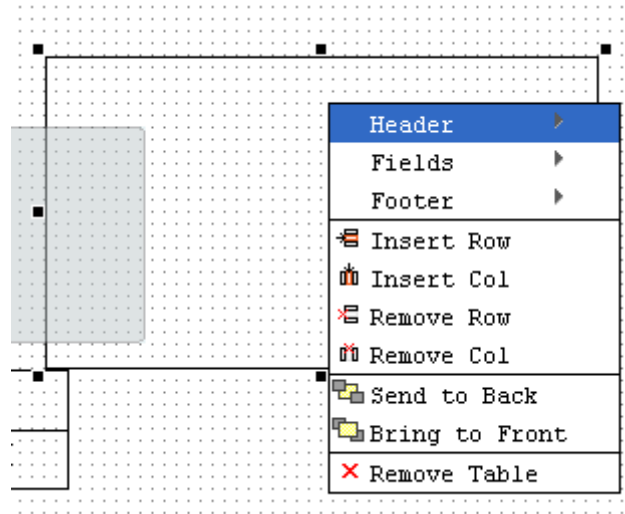 Header
Fields
Footer
Insert Row
Insert Col
Remove Row
Remove Col
Send to Back
Bring to Front
Remove Table